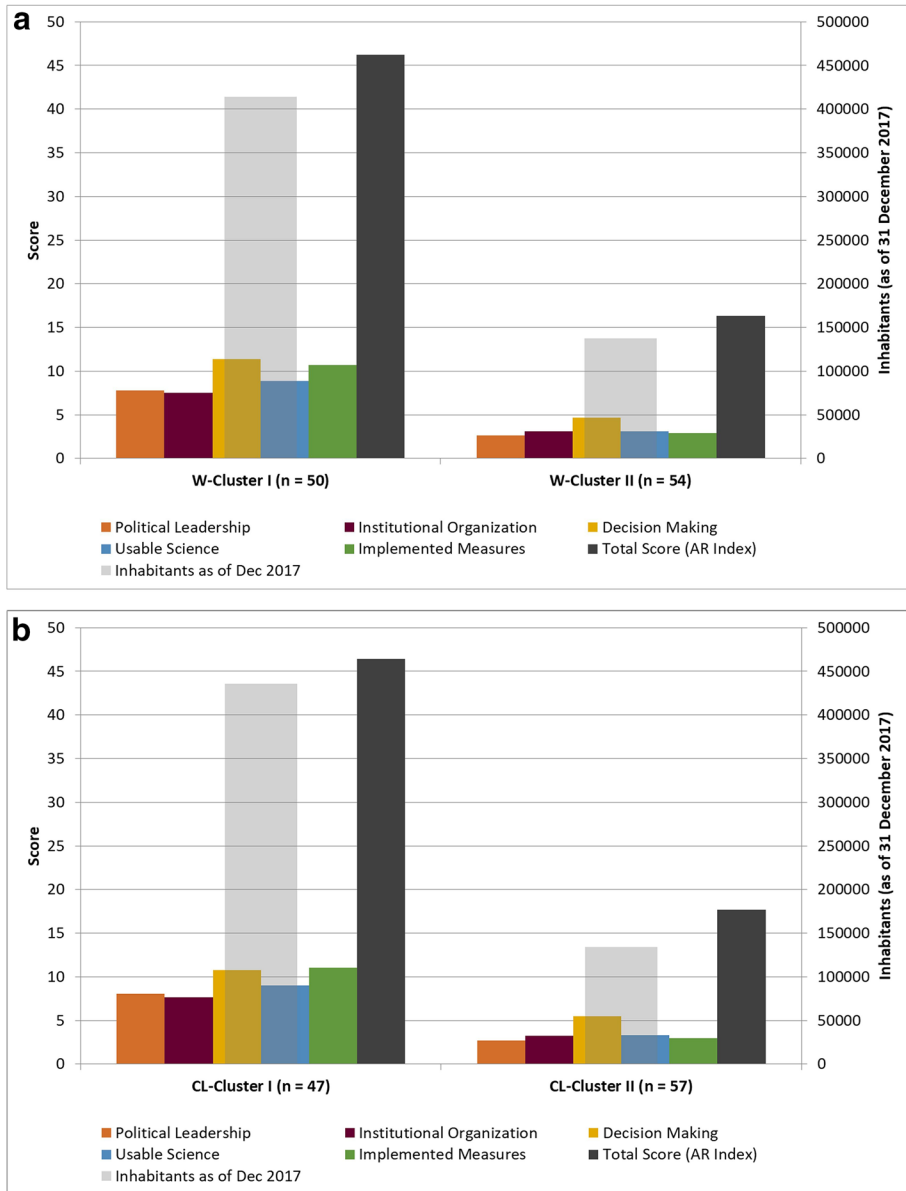 a
50 500000
45 450000
40 400000
35 350000
30 300000
25 250000
20 200000
15 150000
10 100000
5 50000
0 0
Score
Inhabitants (as of 31 December 2017)
W-Cluster I (n = 50) W-Cluster II (n = 54)
Political Leadership Institutional Organization Decision Making
Usable Science Implemented Measures Total Score (AR Index)
Inhabitants as of Dec 2017
b
50 500000
45 450000
40 400000
35 350000
30 300000
25 250000
20 200000
15 150000
10 100000
5 50000
0 0
Score
Inhabitants (as of 31 December 2017)
CL-Cluster I (n = 47) CL-Cluster II (n = 57)
Political Leadership Institutional Organization Decision Making
Usable Science Implemented Measures Total Score (AR Index)
Inhabitants as of Dec 2017